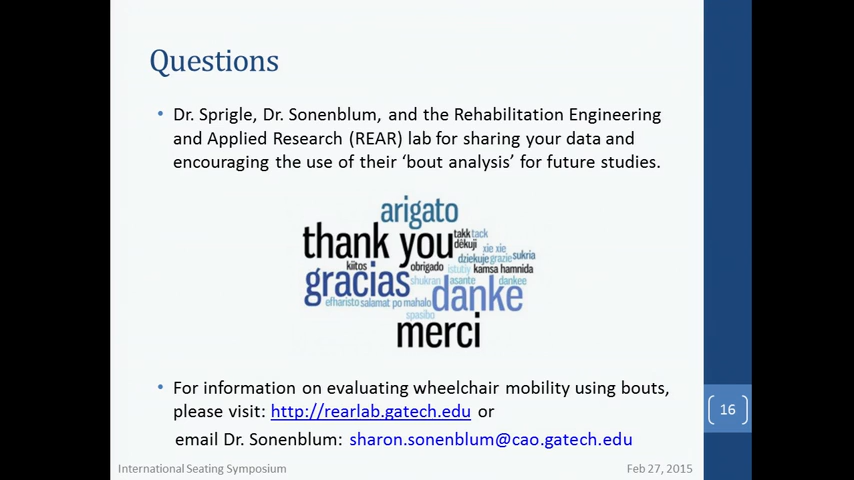 Questions
• Dr. Sprigle, Dr. Sonenblum, and the Rehabilitation Engineering
and Applied Research (REAR) lab for sharing your data and
encouraging the use of their ‘bout analysis’ for future studies.
arigato
thank you
takk tack
dékuji
xie xie
dziekuje grazie sukria
kiitos
obrigado
istutiy kamsa hamnida
gracias
shukran
asante
dankee
danke
efharisto salamat po mahalo
spasibo
merci
• For information on evaluating wheelchair mobility using bouts,
please visit: http://rearlab.gatech.edu or
email Dr. Sonenblum: sharon.sonenblum@cao.gatech.edu
16
International Seating Symposium
Feb 27, 2015